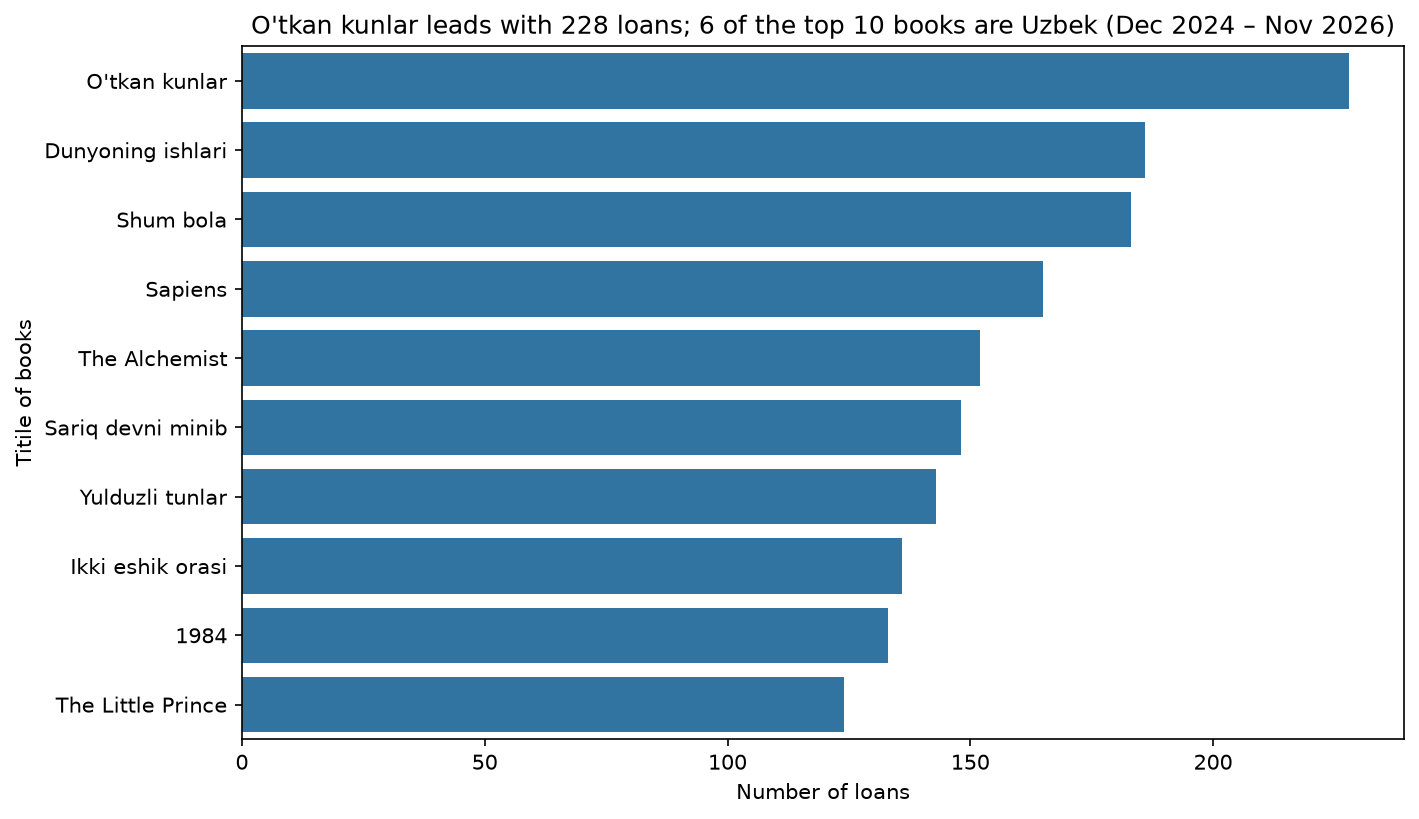 O'tkan kunlar leads with 228 loans; 6 of the top 10 books are Uzbek (Dec 2024 – Nov 2026)
Titile of books
O'tkan kunlar
Dunyoning ishlari
Shum bola
Sapiens
The Alchemist
Sariq devni minib
Yulduzli tunlar
Ikki eshik orasi
1984
The Little Prince
0 50 100 150 200
Number of loans